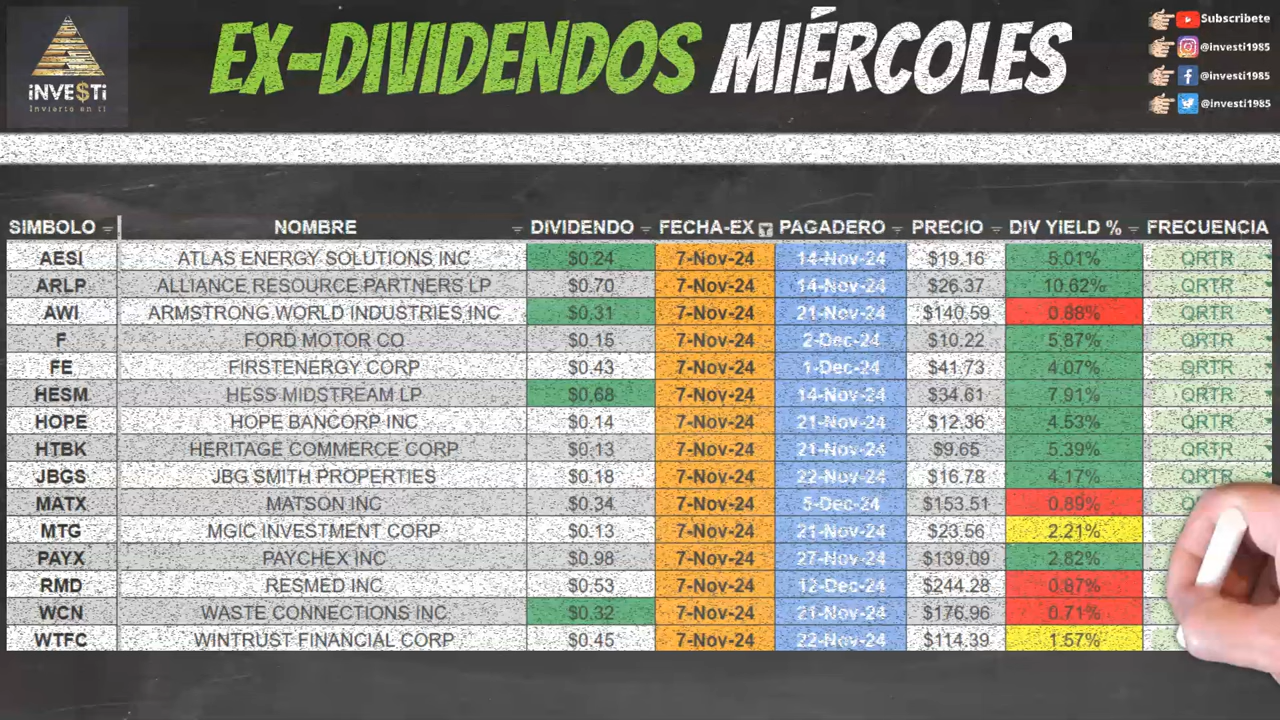 INVE$Ti
Invierto en ti
EX-DIVIDENDOS MIÉRCOLES
Subscribete
@investi1985
@investi1985
@investi1985
SIMBOLO NOMBRE DIVIDENDO FECHA-EX PAGADERO PRECIO DIV YIELD % FRECUENCIA
AESI ATLAS ENERGY SOLUTIONS INC $0.24 7-Nov-24 14-Nov-24 $19.16 5.01% QRTR
ARLP ALLIANCE RESOURCE PARTNERS LP $0.70 7-Nov-24 14-Nov-24 $26.37 10.62% QRTR
AWI ARMSTRONG WORLD INDUSTRIES INC $0.31 7-Nov-24 21-Nov-24 $140.59 0.88% QRTR
F FORD MOTOR CO $0.15 7-Nov-24 2-Dec-24 $10.22 5.87% QRTR
FE FIRSTENERGY CORP $0.43 7-Nov-24 1-Dec-24 $41.73 4.07% QRTR
HESM HESS MIDSTREAM LP $0.68 7-Nov-24 14-Nov-24 $34.61 7.91% QRTR
HOPE HOPE BANCORP INC $0.14 7-Nov-24 21-Nov-24 $12.36 4.53% QRTR
HTBK HERITAGE COMMERCE CORP $0.13 7-Nov-24 21-Nov-24 $9.65 5.39% QRTR
JBGS JBG SMITH PROPERTIES $0.18 7-Nov-24 22-Nov-24 $16.78 4.17% QRTR
MATX MATSON INC $0.34 7-Nov-24 5-Dec-24 $153.51 0.89%
MTG MGIC INVESTMENT CORP $0.13 7-Nov-24 21-Nov-24 $23.56 2.21%
PAYX PAYCHEX INC $0.98 7-Nov-24 27-Nov-24 $139.09 2.82%
RMD RESMED INC $0.53 7-Nov-24 12-Dec-24 $244.28 0.87%
WCN WASTE CONNECTIONS INC $0.32 7-Nov-24 21-Nov-24 $176.96 0.71%
WTFC WINTRUST FINANCIAL CORP $0.45 7-Nov-24 22-Nov-24 $114.39 1.57%